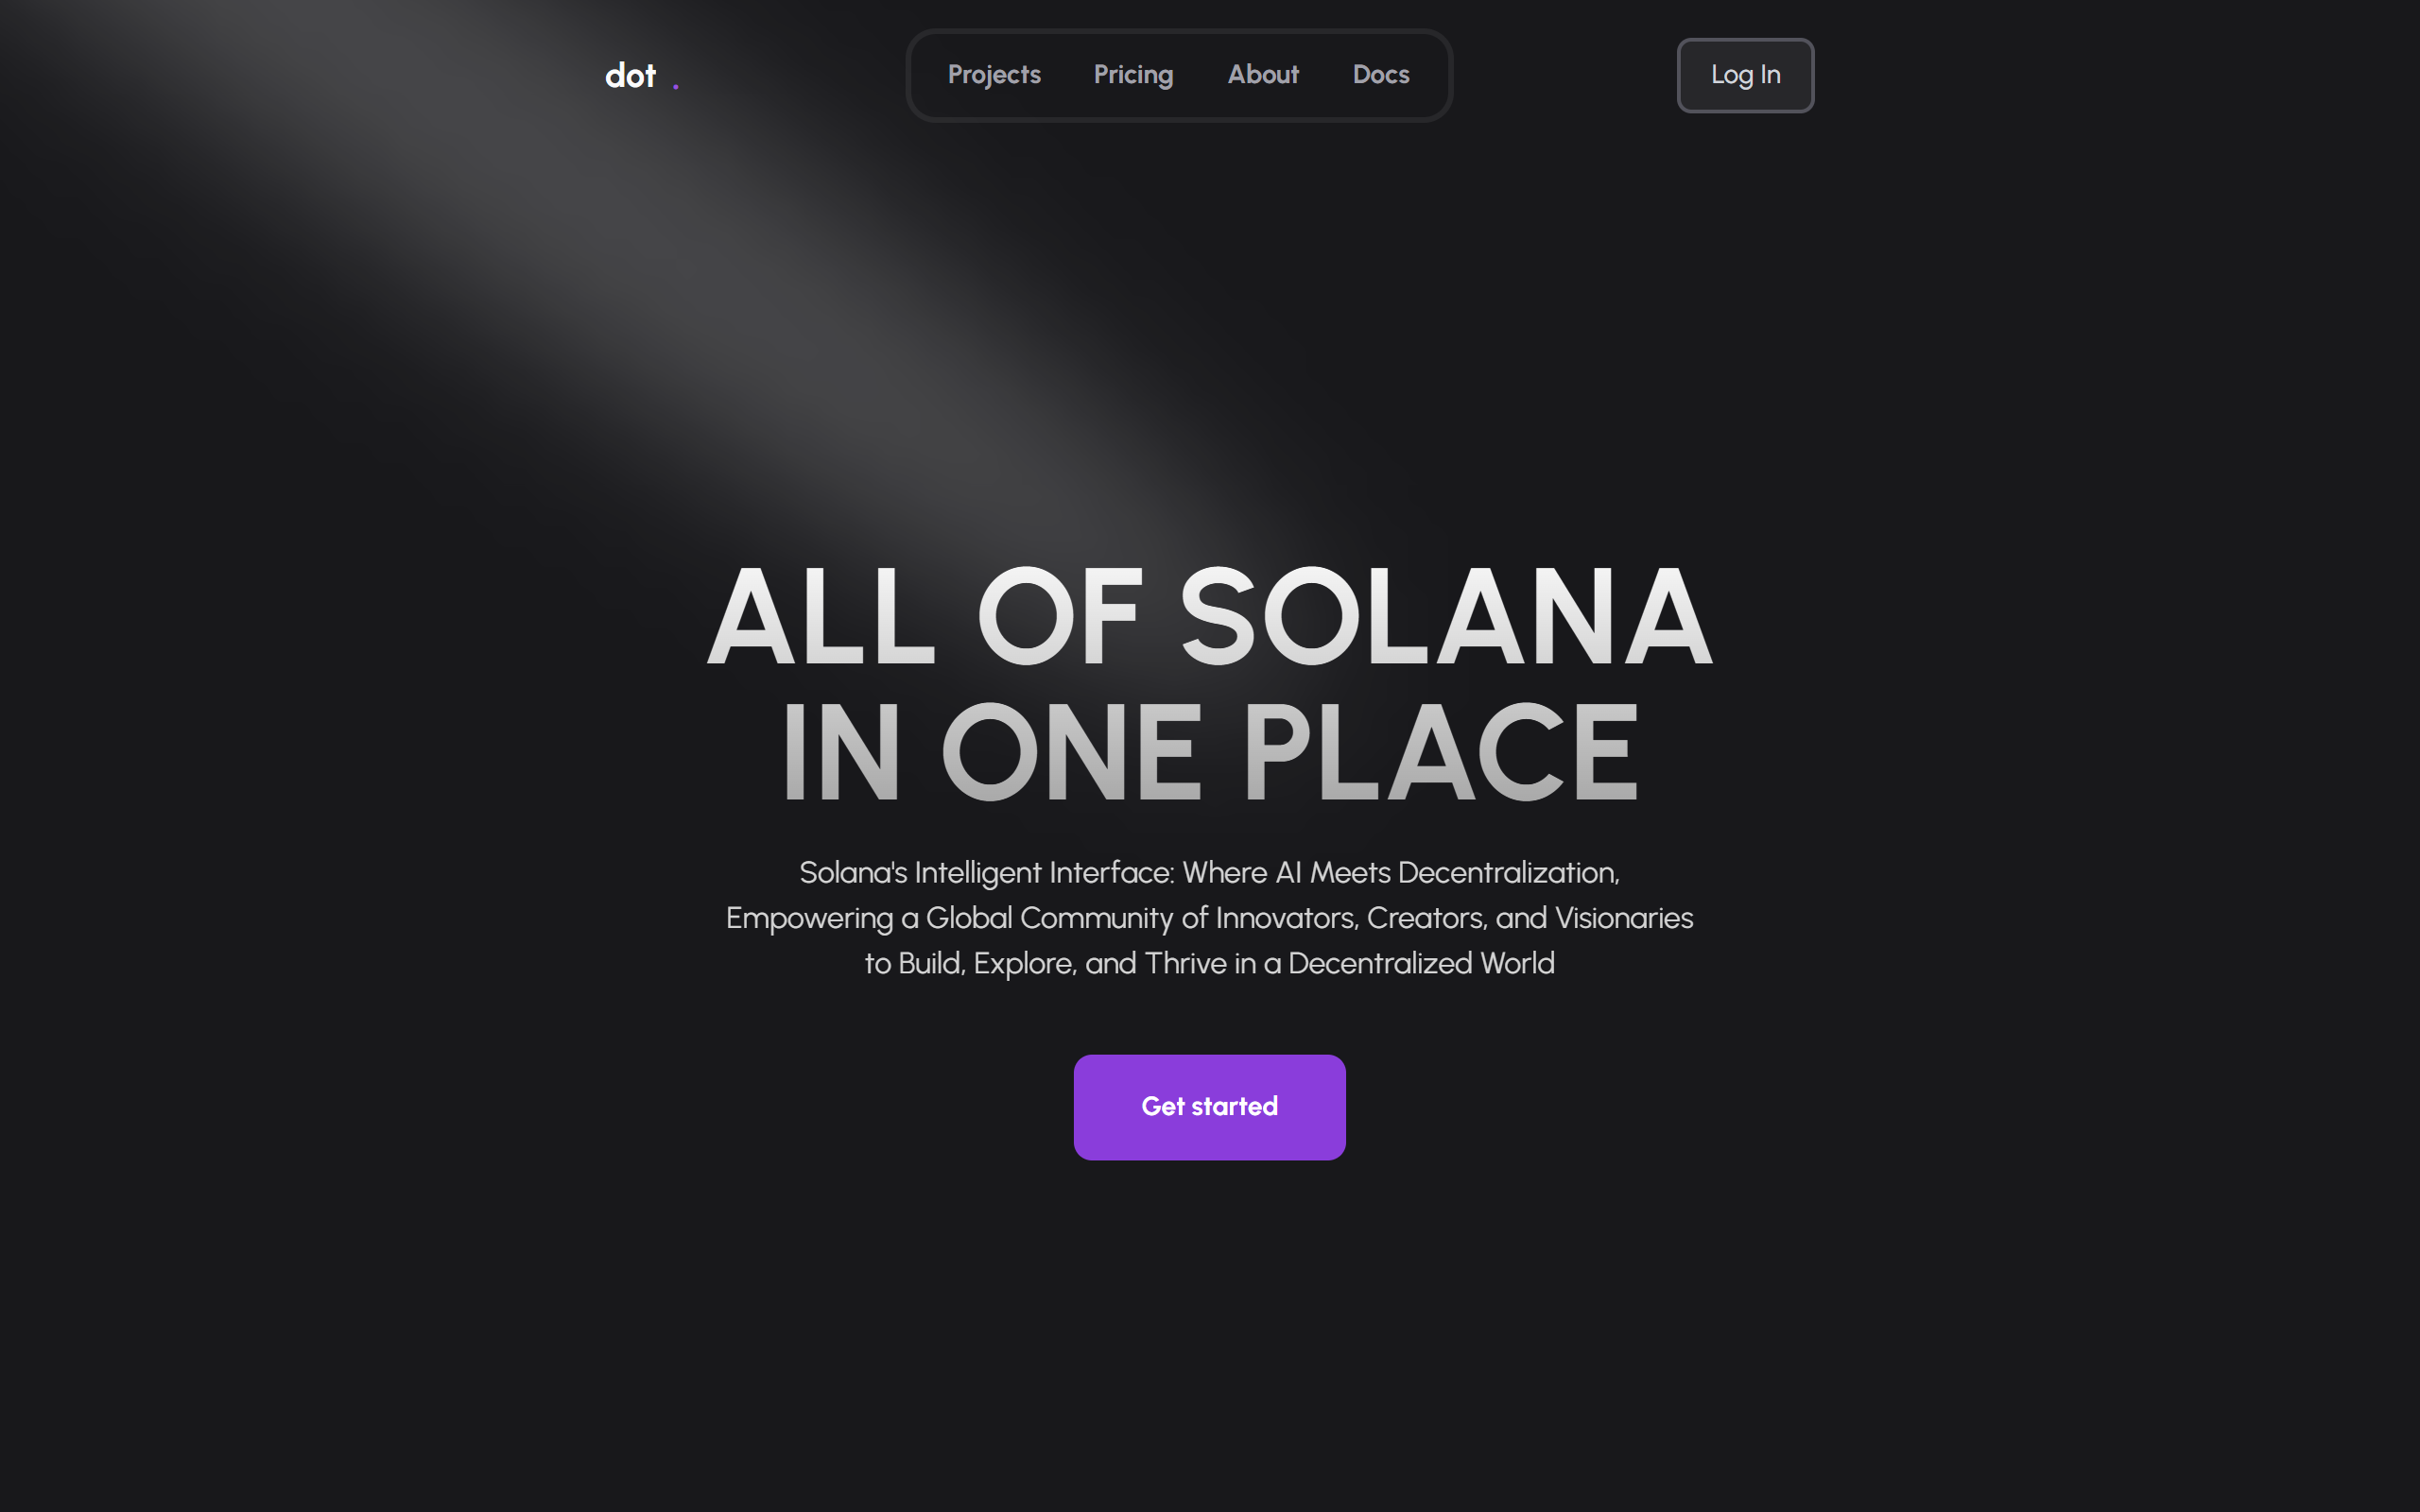 dot .
Projects Pricing About Docs
Log In
ALL OF SOLANA
IN ONE PLACE
Solana's Intelligent Interface: Where AI Meets Decentralization,
Empowering a Global Community of Innovators, Creators, and Visionaries
to Build, Explore, and Thrive in a Decentralized World
Get started